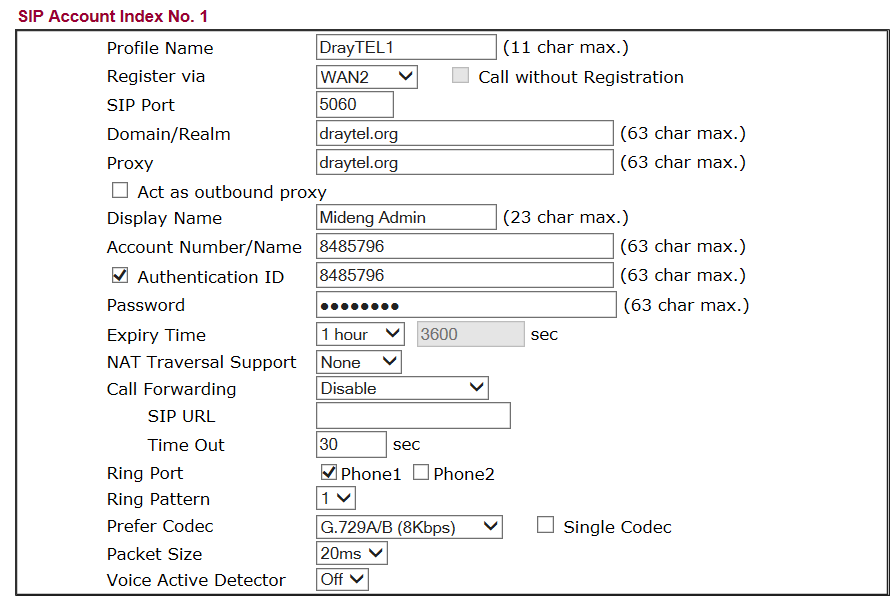 SIP Account Index No. 1
Profile Name DrayTEL1 (11 char max.)
Register via WAN2 Call without Registration
SIP Port 5060
Domain/Realm draytel.org (63 char max.)
Proxy draytel.org (63 char max.)
Act as outbound proxy
Display Name Mideng Admin (23 char max.)
Account Number/Name 8485796 (63 char max.)
Authentication ID 8485796 (63 char max.)
Password ●●●●●●●● (63 char max.)
Expiry Time 1 hour 3600 sec
NAT Traversal Support None
Call Forwarding Disable
SIP URL
Time Out 30 sec
Ring Port Phone1 Phone2
Ring Pattern 1
Prefer Codec G.729A/B (8Kbps) Single Codec
Packet Size 20ms
Voice Active Detector Off